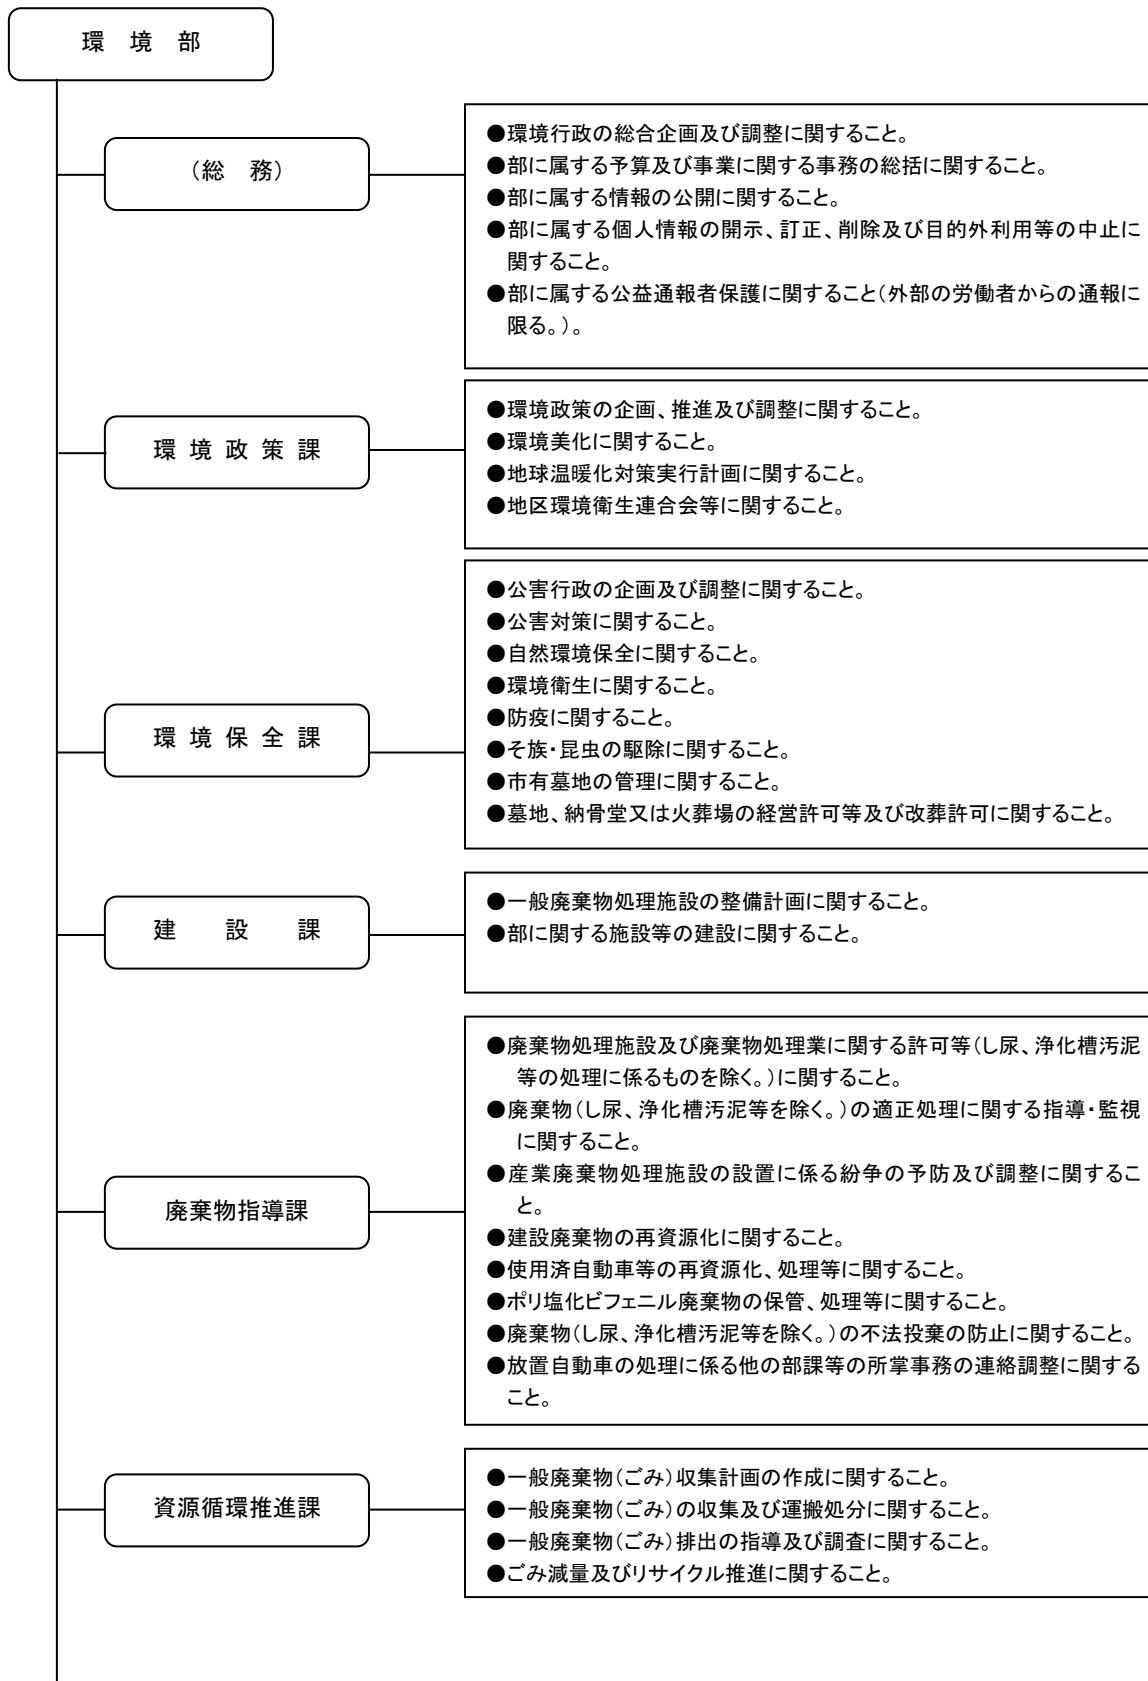 環　境　部
（総　務）
●環境行政の総合企画及び調整に関すること。
●部に属する予算及び事業に関する事務の総括に関すること。
●部に属する情報の公開に関すること。
●部に属する個人情報の開示、訂正、削除及び目的外利用等の中止に
関すること。
●部に属する公益通報者保護に関すること（外部の労働者からの通報に
限る。）。
環 境 政 策 課
●環境政策の企画、推進及び調整に関すること。
●環境美化に関すること。
●地球温暖化対策実行計画に関すること。
●地区環境衛生連合会等に関すること。
環 境 保 全 課
●公害行政の企画及び調整に関すること。
●公害対策に関すること。
●自然環境保全に関すること。
●環境衛生に関すること。
●防疫に関すること。
●そ族・昆虫の駆除に関すること。
●市有墓地の管理に関すること。
●墓地、納骨堂又は火葬場の経営許可等及び改葬許可に関すること。
建　設　課
●一般廃棄物処理施設の整備計画に関すること。
●部に関する施設等の建設に関すること。
廃棄物指導課
●廃棄物処理施設及び廃棄物処理業に関する許可等（し尿、浄化槽汚泥
等の処理に係るものを除く。）に関すること。
●廃棄物（し尿、浄化槽汚泥等を除く。）の適正処理に関する指導・監視
に関すること。
●産業廃棄物処理施設の設置に係る紛争の予防及び調整に関するこ
と。
●建設廃棄物の再資源化に関すること。
●使用済自動車等の再資源化、処理等に関すること。
●ポリ塩化ビフェニル廃棄物の保管、処理等に関すること。
●廃棄物（し尿、浄化槽汚泥等を除く。）の不法投棄の防止に関すること。
●放置自動車の処理に係る他の部課等の所掌事務の連絡調整に関する
こと。
資源循環推進課
●一般廃棄物（ごみ）収集計画の作成に関すること。
●一般廃棄物（ごみ）の収集及び運搬処分に関すること。
●一般廃棄物（ごみ）排出の指導及び調査に関すること。
●ごみ減量及びリサイクル推進に関すること。